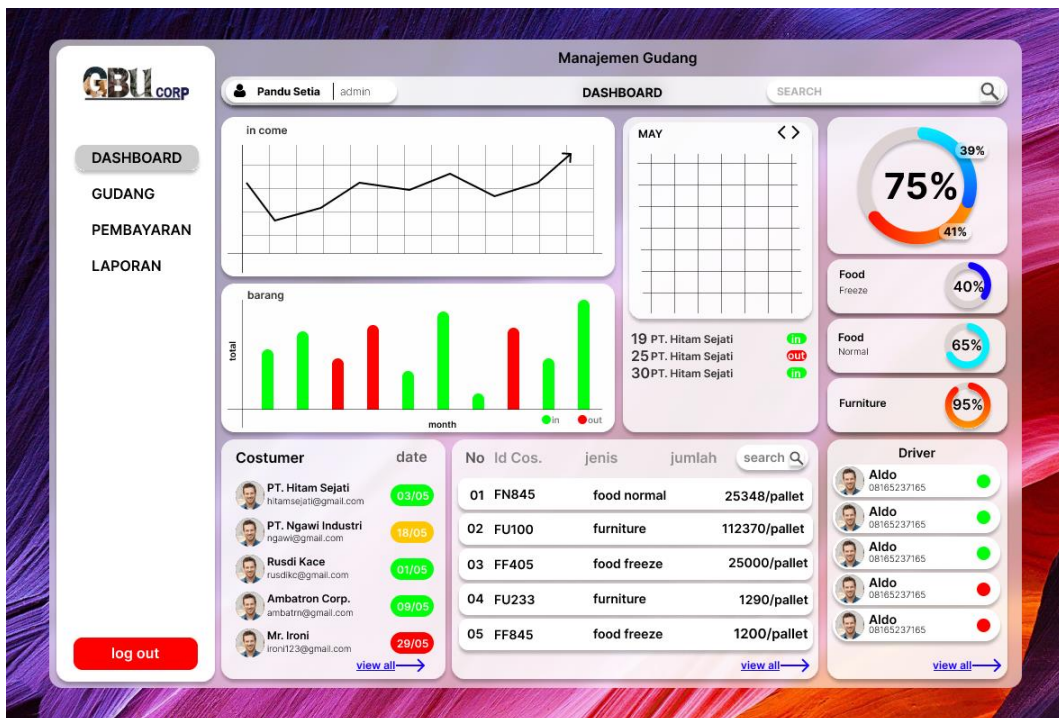 GBU CORP
DASHBOARD
GUDANG
PEMBAYARAN
LAPORAN
log out
Manajemen Gudang
Pandu Setia | admin
DASHBOARD
SEARCH
in come
barang
total
month
in
out
MAY
< >
19 PT. Hitam Sejati in
25 PT. Hitam Sejati out
30 PT. Hitam Sejati in
75%
39%
41%
Food
Freeze
40%
Food
Normal
65%
Furniture
95%
Costumer date
PT. Hitam Sejati
hitamsejati@gmail.com
03/05
PT. Ngawi Industri
ngawi@gmail.com
18/05
Rusdi Kace
rusdikc@gmail.com
01/05
Ambatron Corp.
ambatrn@gmail.com
09/05
Mr. Ironi
ironi123@gmail.com
29/05
view all
No Id Cos. jenis jumlah search
01 FN845 food normal 25348/pallet
02 FU100 furniture 112370/pallet
03 FF405 food freeze 25000/pallet
04 FU233 furniture 1290/pallet
05 FF845 food freeze 1200/pallet
view all
Driver
Aldo
08165237165
Aldo
08165237165
Aldo
08165237165
Aldo
08165237165
Aldo
08165237165
view all